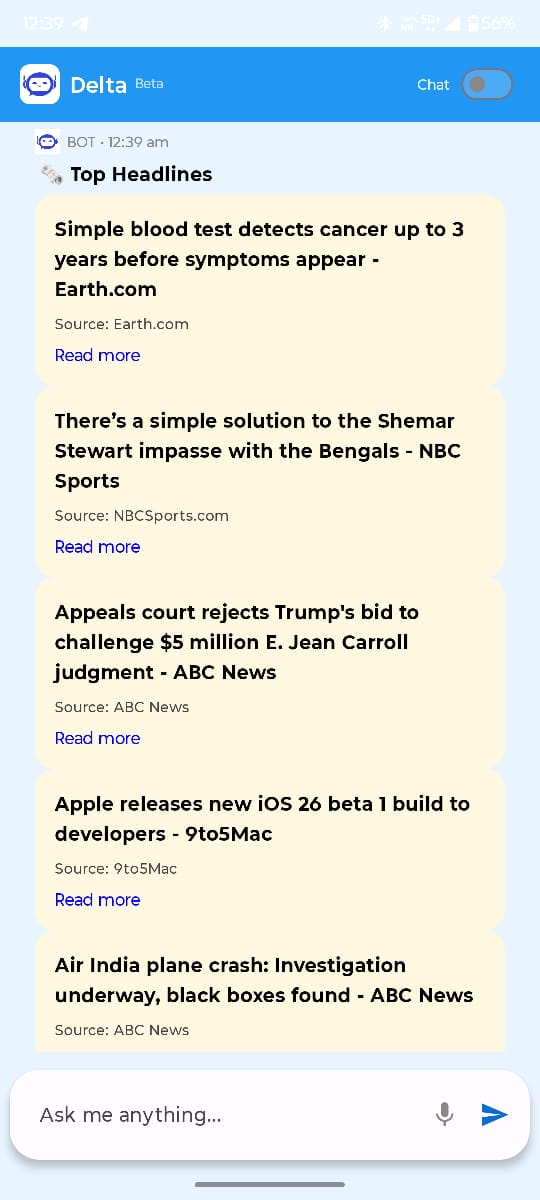 12:39
56%
Delta Beta
Chat
BOT · 12:39 am
Top Headlines
Simple blood test detects cancer up to 3
years before symptoms appear -
Earth.com
Source: Earth.com
Read more
There’s a simple solution to the Shemar
Stewart impasse with the Bengals - NBC
Sports
Source: NBCSports.com
Read more
Appeals court rejects Trump's bid to
challenge $5 million E. Jean Carroll
judgment - ABC News
Source: ABC News
Read more
Apple releases new iOS 26 beta 1 build to
developers - 9to5Mac
Source: 9to5Mac
Read more
Air India plane crash: Investigation
underway, black boxes found - ABC News
Source: ABC News
Ask me anything...